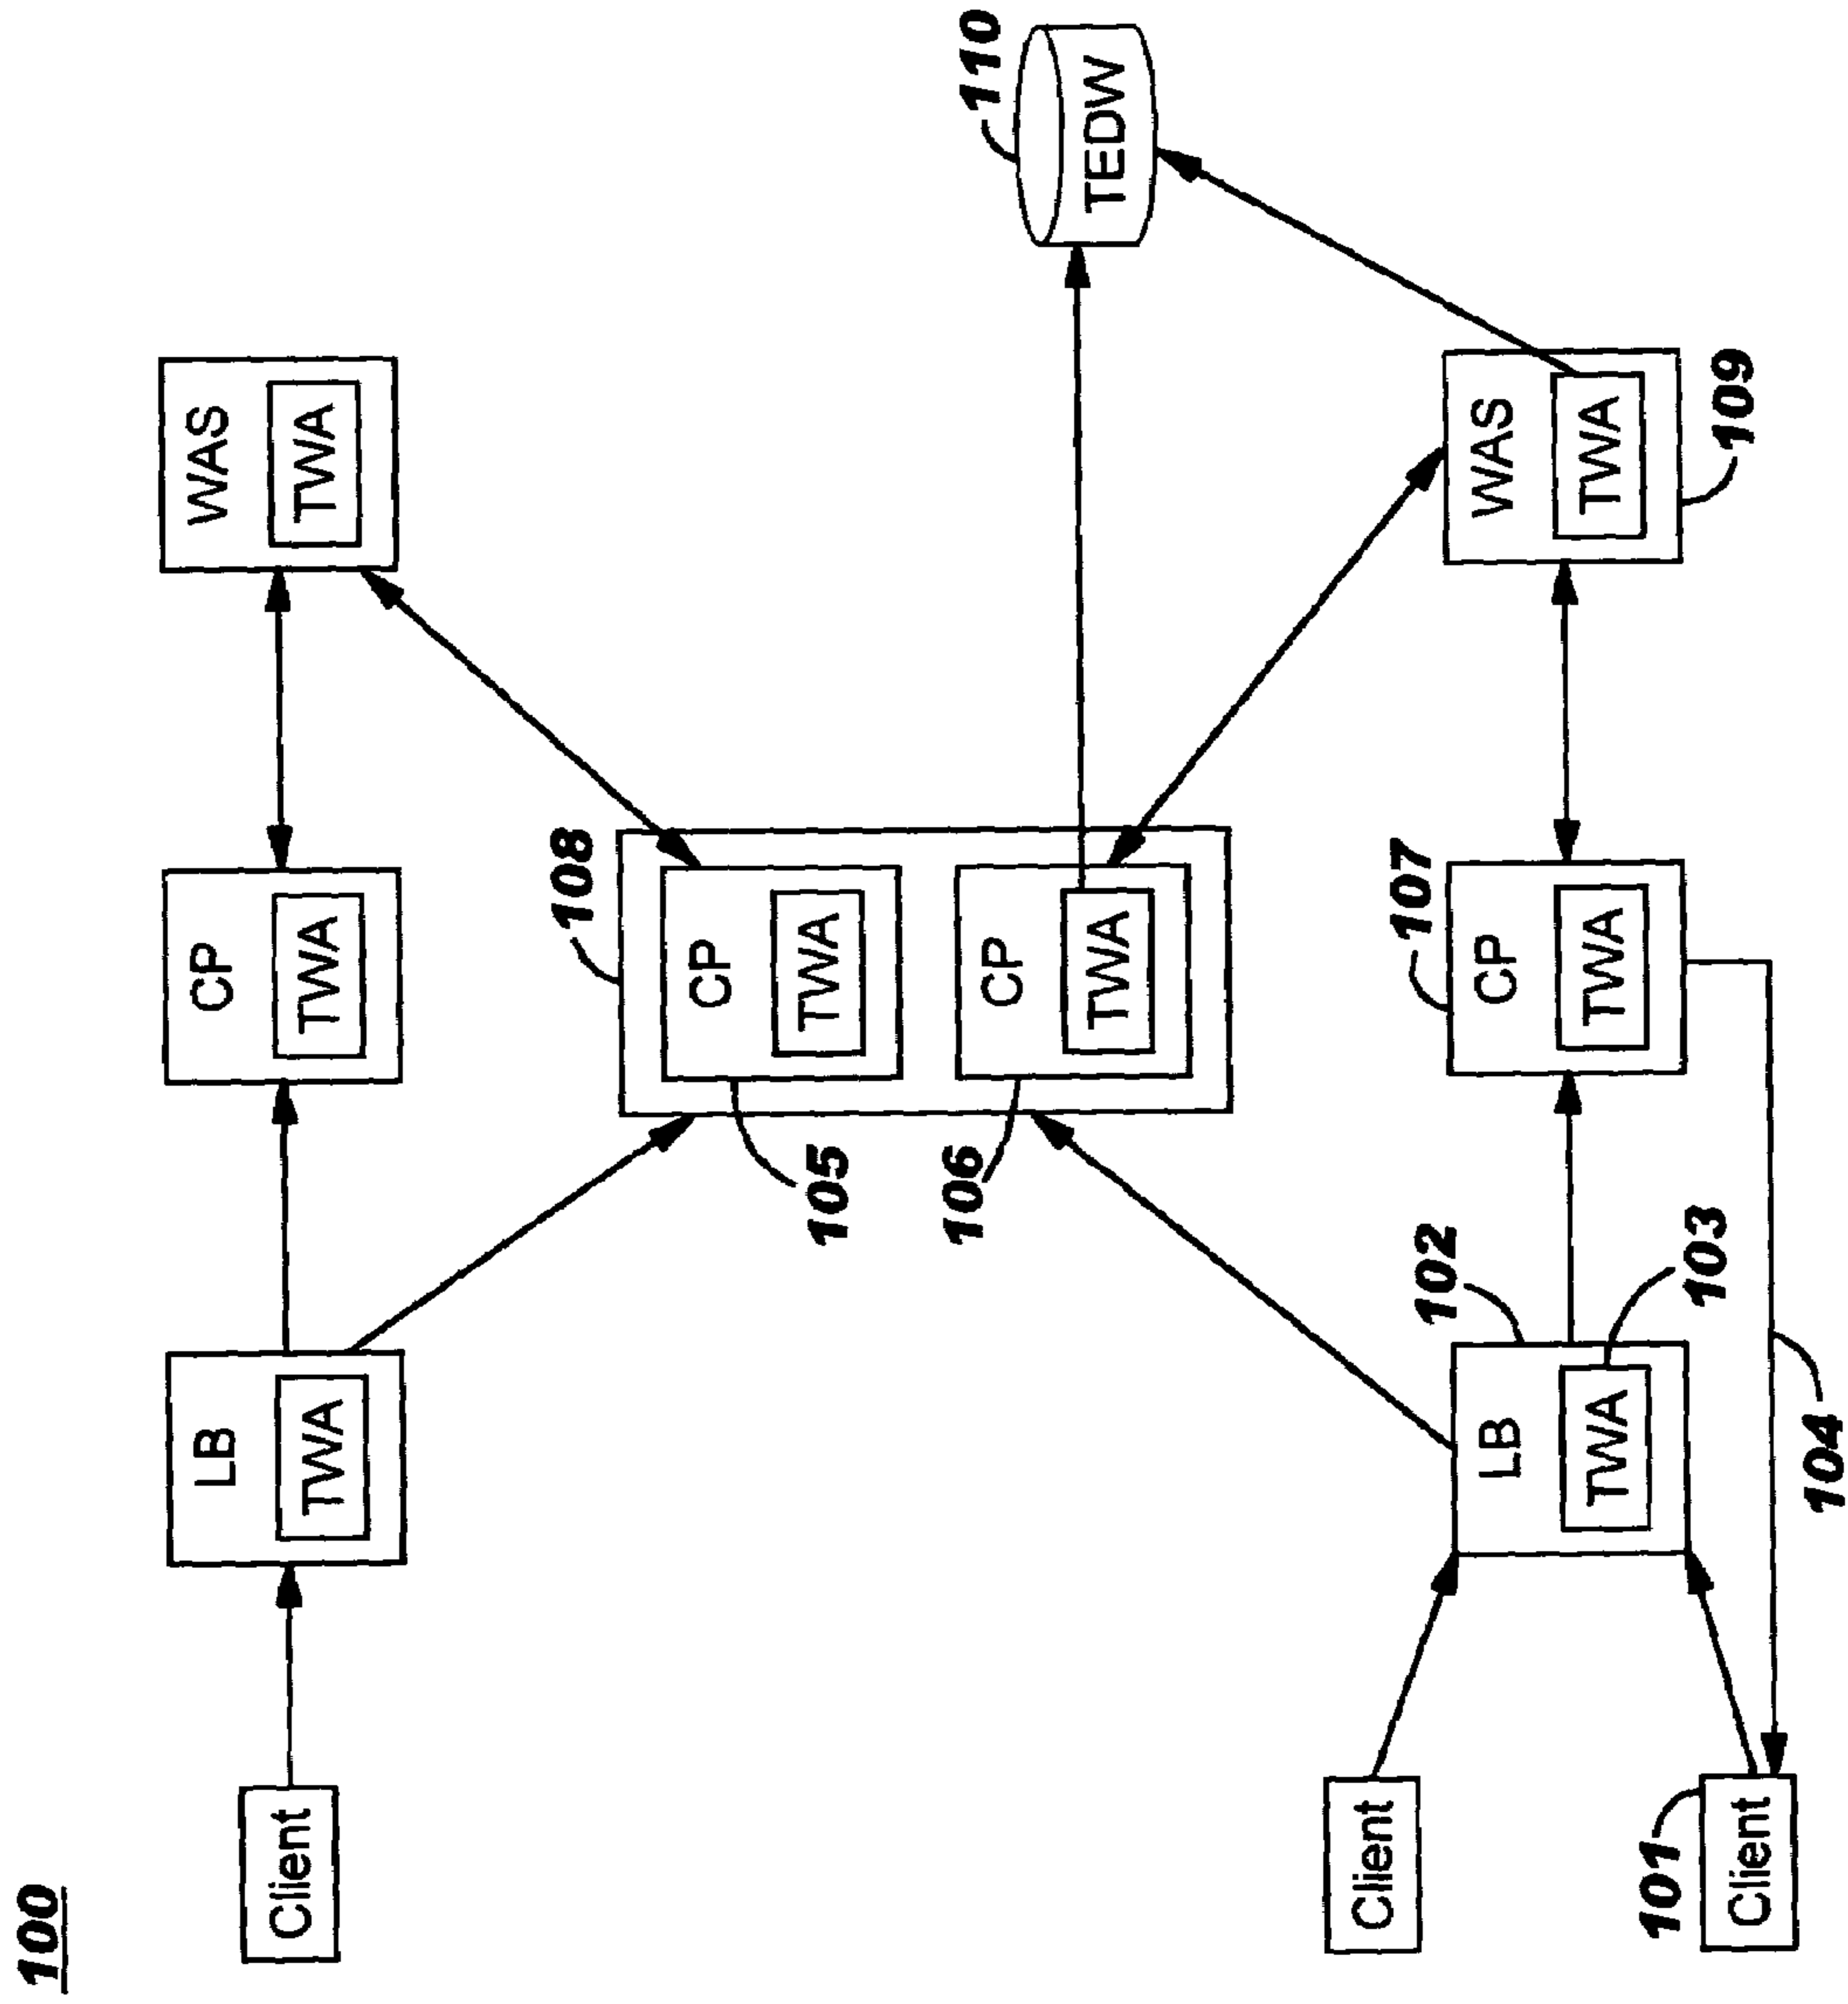 100
Client
LB
TWA
CP
TWA
WAS
TWA
108
CP
TWA
105
CP
TWA
106
110
TEDW
Client
101
Client
102
LB
TWA
103
104
107
CP
TWA
WAS
TWA
109